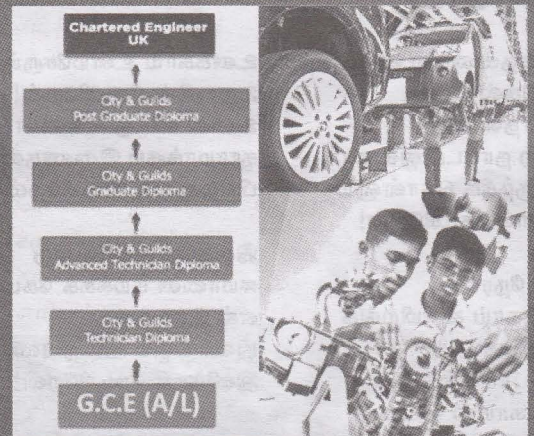 Chartered Engineer
UK
City & Guilds
Post Graduate Diploma
City & Guilds
Graduate Diploma
City & Guilds
Advanced Technician Diploma
City & Guilds
Technician Diploma
G.C.E (A/L)